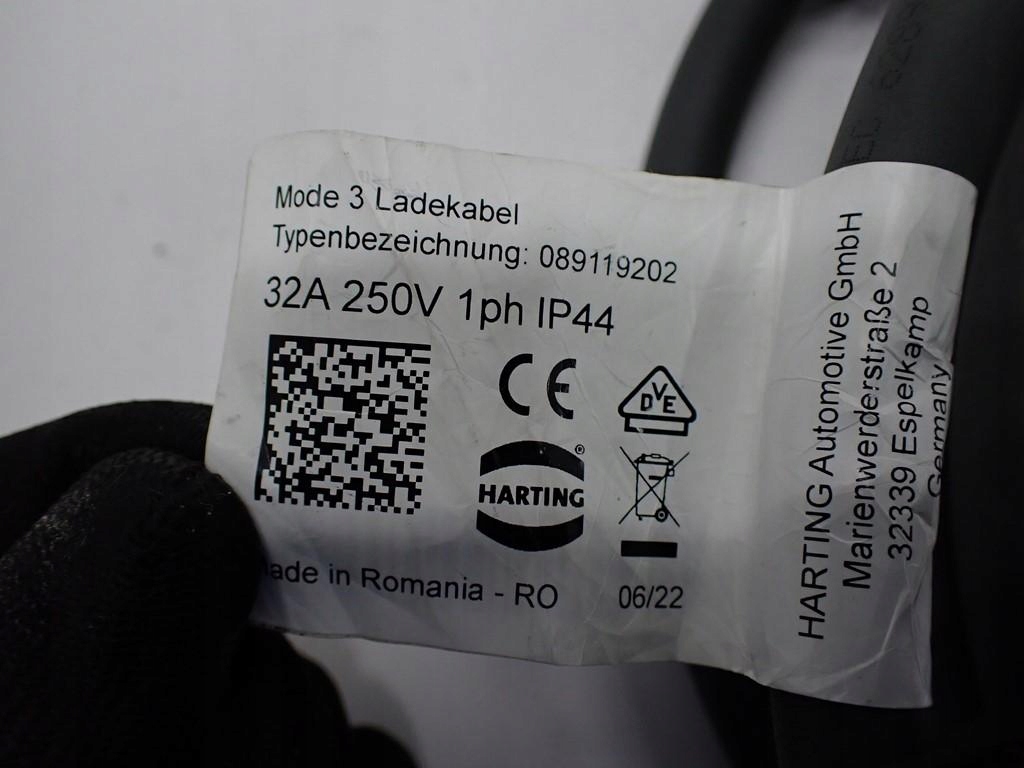 Mode 3 Ladekabel
Typenbezeichnung: 089119202
32A 250V 1ph IP44
CE
DVE
HARTING®
ade in Romania - RO
06/22
HARTING Automotive GmbH
Marienwerderstraße 2
32339 Espelkamp
Germany